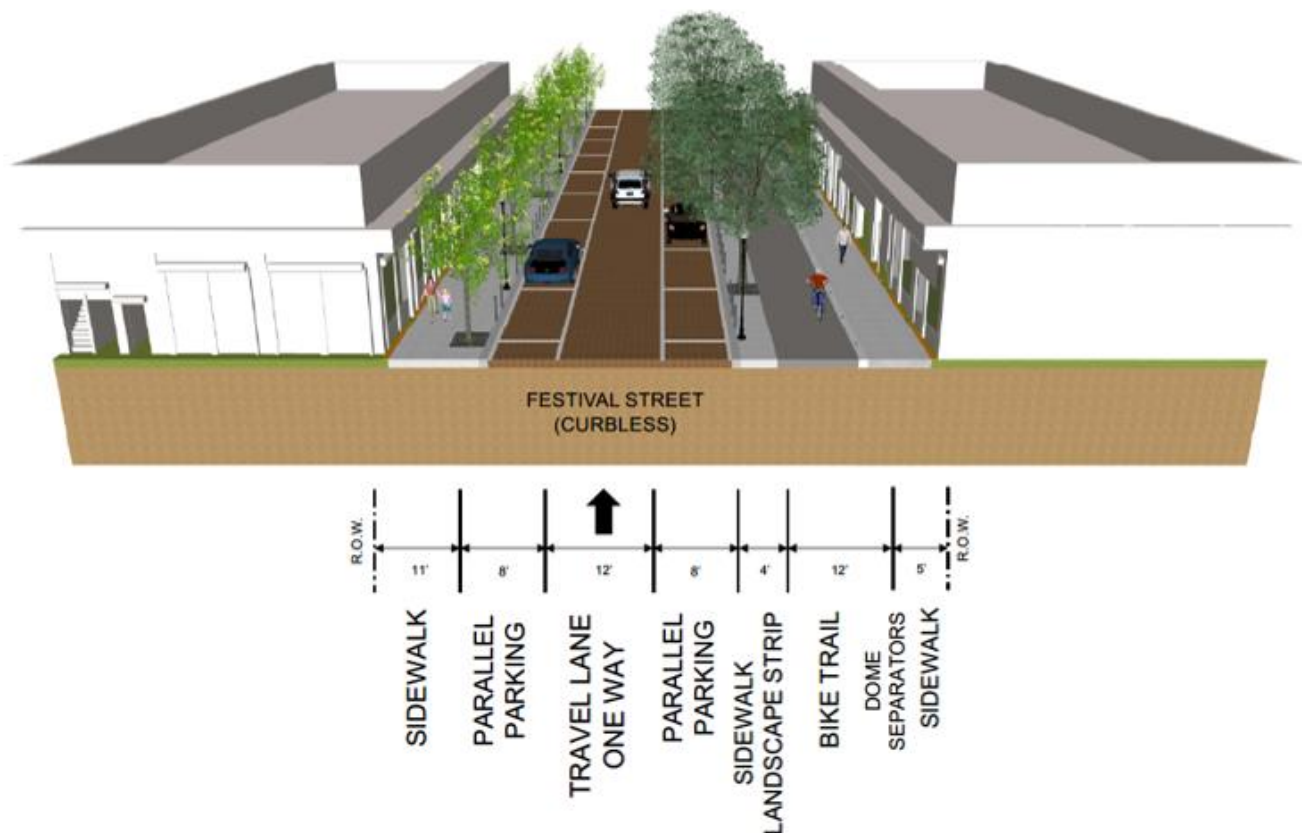 FESTIVAL STREET
(CURBLESS)
R.O.W.
11'
8'
12'
8'
4'
12'
5'
R.O.W.
SIDEWALK
PARALLEL
PARKING
TRAVEL LANE
ONE WAY
PARALLEL
PARKING
SIDEWALK
LANDSCAPE STRIP
BIKE TRAIL
DOME
SEPARATORS
SIDEWALK